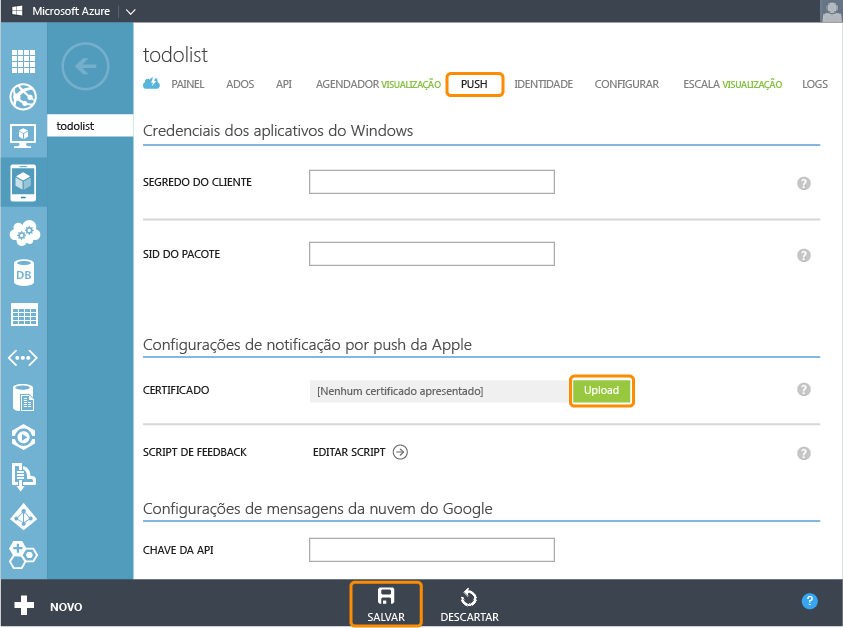 Microsoft Azure
todolist
todolist
PAINEL ADOS API AGENDADOR VISUALIZAÇÃO PUSH IDENTIDADE CONFIGURAR ESCALA VISUALIZAÇÃO LOGS
Credenciais dos aplicativos do Windows
SEGREDO DO CLIENTE ?
SID DO PACOTE ?
DB
Configurações de notificação por push da Apple
CERTIFICADO [Nenhum certificado apresentado] Upload ?
SCRIPT DE FEEDBACK EDITAR SCRIPT ?
Configurações de mensagens da nuvem do Google
CHAVE DA API
NOVO SALVAR DESCARTAR ?